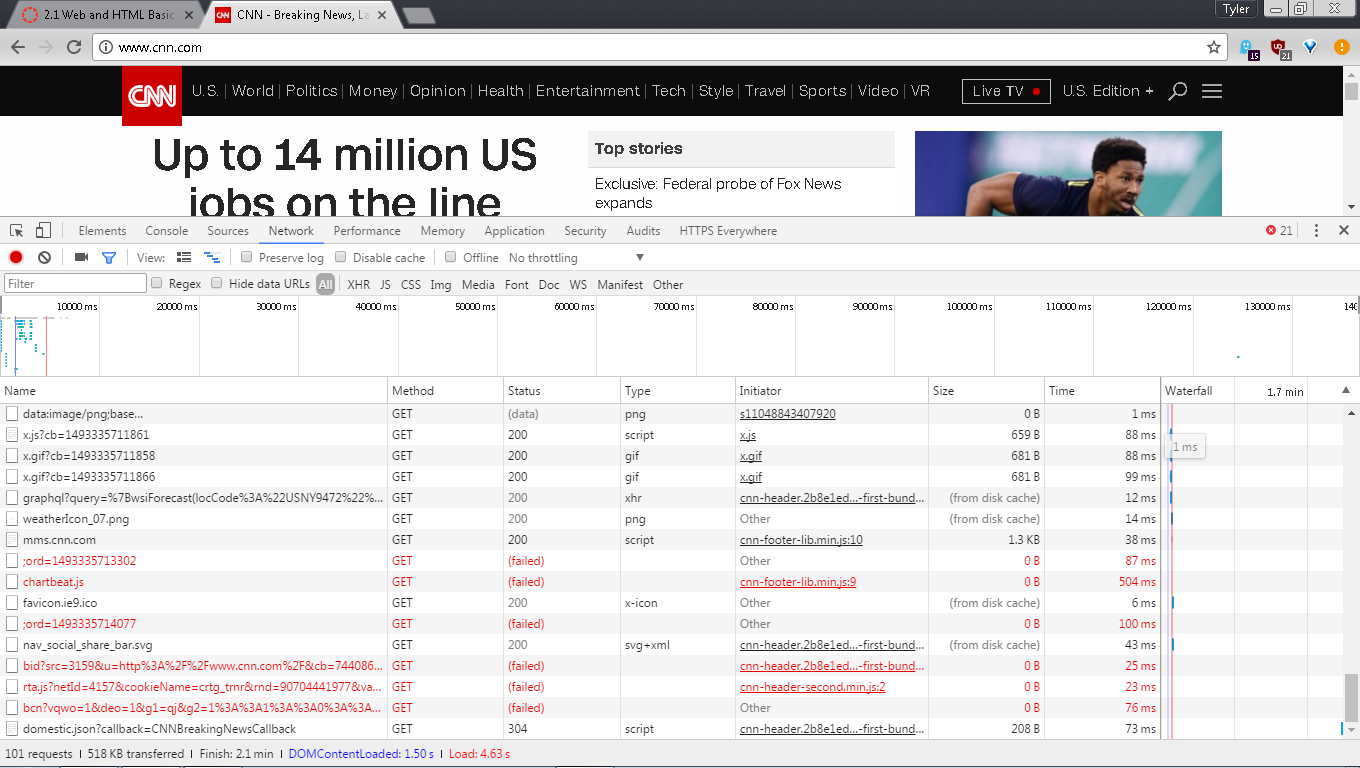 2.1 Web and HTML Basic
CNN - Breaking News, La
Tyler
www.cnn.com
15
21
CNN
U.S. | World | Politics | Money | Opinion | Health | Entertainment | Tech | Style | Travel | Sports | Video | VR
Live TV
U.S. Edition +
Up to 14 million US
jobs on the line
Top stories
Exclusive: Federal probe of Fox News
expands
Elements Console Sources Network Performance Memory Application Security Audits HTTPS Everywhere
21
View: Preserve log Disable cache Offline No throttling
Filter Regex Hide data URLs All XHR JS CSS Img Media Font Doc WS Manifest Other
10000 ms 20000 ms 30000 ms 40000 ms 50000 ms 60000 ms 70000 ms 80000 ms 90000 ms 100000 ms 110000 ms 120000 ms 130000 ms 140
Name Method Status Type Initiator Size Time Waterfall 1.7 min
data:image/png;base... GET (data) png s11048843407920 0 B 1 ms
x.js?cb=1493335711861 GET 200 script x.js 659 B 88 ms
1 ms
x.gif?cb=1493335711858 GET 200 gif x.gif 681 B 88 ms
x.gif?cb=1493335711866 GET 200 gif x.gif 681 B 99 ms
graphql?query=%7BwsiForecast(locCode%3A%22USNY9472%22%... GET 200 xhr cnn-header.2b8e1ed...-first-bund... (from disk cache) 12 ms
weatherIcon_07.png GET 200 png Other (from disk cache) 14 ms
mms.cnn.com GET 200 script cnn-footer-lib.min.js:10 1.3 KB 38 ms
;ord=1493335713302 GET (failed) Other 0 B 87 ms
chartbeat.js GET (failed) cnn-footer-lib.min.js:9 0 B 504 ms
favicon.ie9.ico GET 200 x-icon Other (from disk cache) 6 ms
;ord=1493335714077 GET (failed) Other 0 B 100 ms
nav_social_share_bar.svg GET 200 svg+xml cnn-header.2b8e1ed...-first-bund... (from disk cache) 43 ms
bid?src=3159&u=http%3A%2F%2Fwww.cnn.com%2F&cb=744086... GET (failed) cnn-header.2b8e1ed...-first-bund... 0 B 25 ms
rta.js?netId=4157&cookieName=crtg_trnr&rnd=90704441977&va... GET (failed) cnn-header-second.min.js:2 0 B 23 ms
bcn?vqwo=1&deo=1&g1=qj&g2=1%3A%3A1%3A%3A0%3A%3A... GET (failed) Other 0 B 76 ms
domestic.json?callback=CNNBreakingNewsCallback GET 304 script cnn-header.2b8e1ed...-first-bund... 208 B 73 ms
101 requests | 518 KB transferred | Finish: 2.1 min | DOMContentLoaded: 1.50 s | Load: 4.63 s